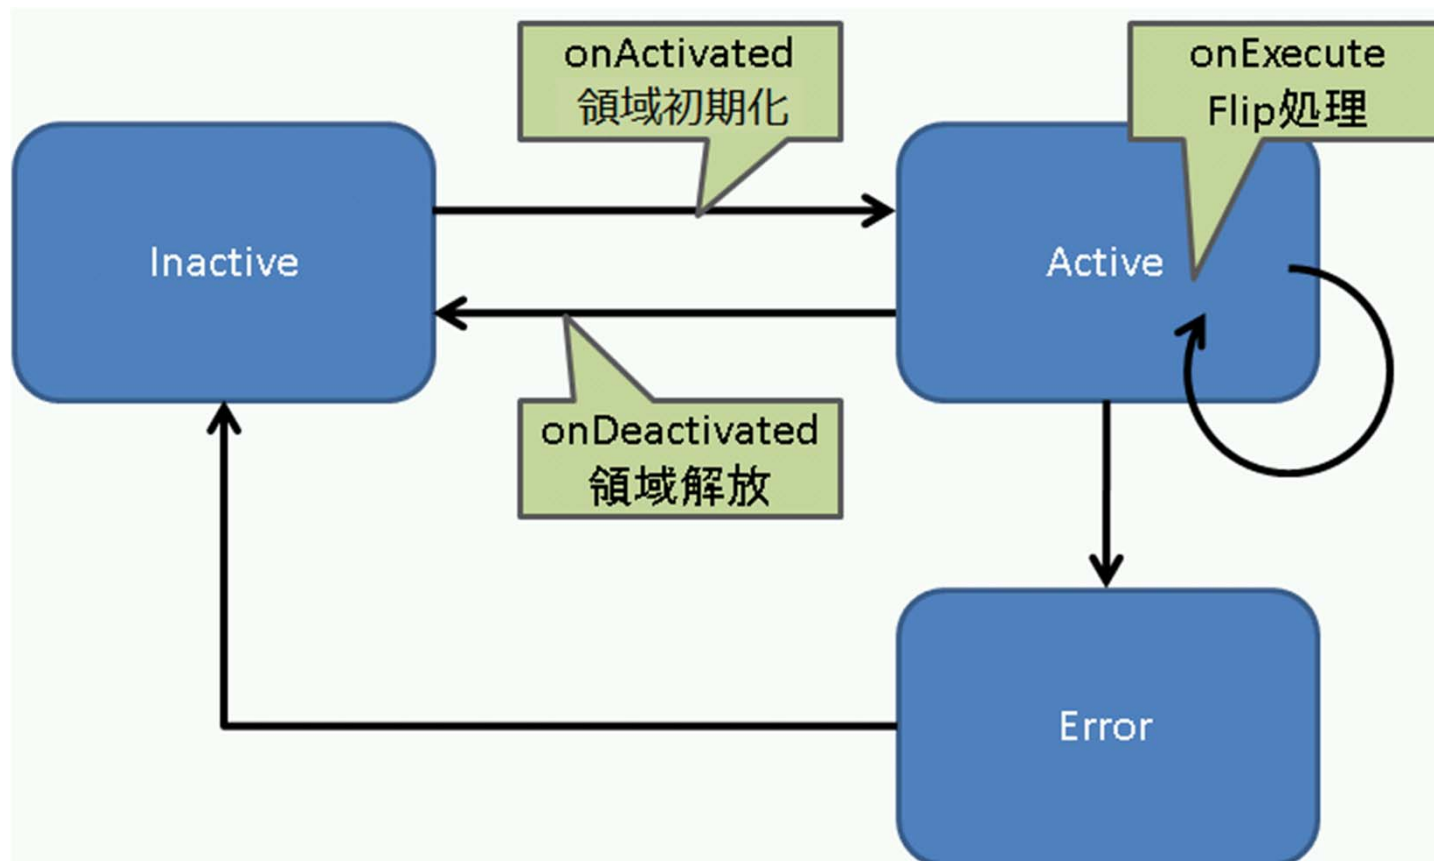 onActivated
領域初期化
onExecute
Flip処理
Inactive
Active
onDeactivated
領域解放
Error